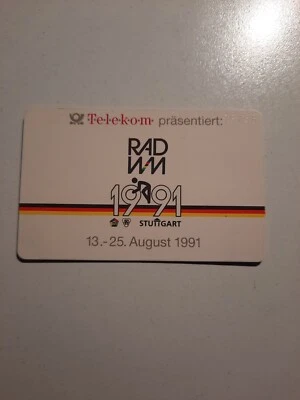 Telekom präsentiert:
RAD
WM
1991
STUTTGART
13.-25. August 1991